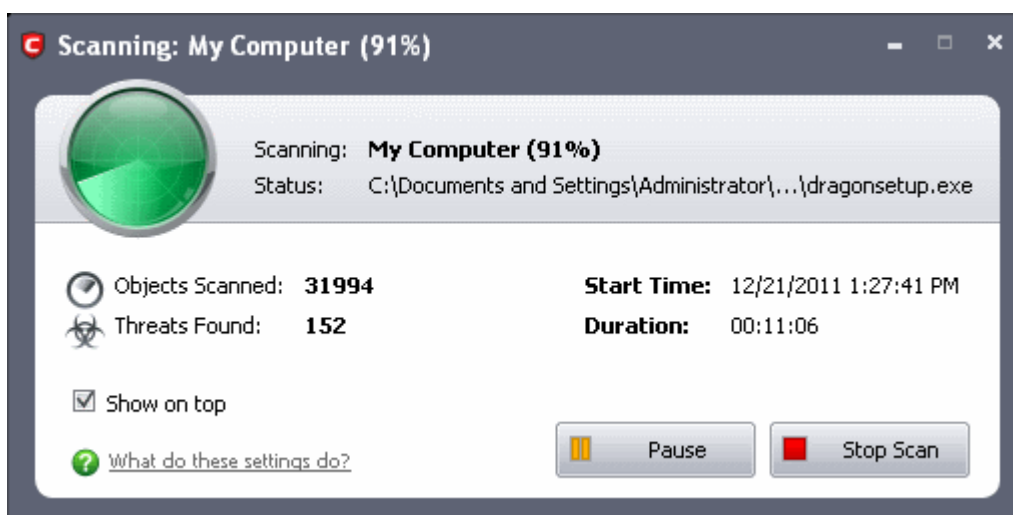 Scanning: My Computer (91%)
Scanning: My Computer (91%)
Status: C:\Documents and Settings\Administrator\...\dragonsetup.exe
Objects Scanned: 31994 Start Time: 12/21/2011 1:27:41 PM
Threats Found: 152 Duration: 00:11:06
Show on top
What do these settings do? Pause Stop Scan